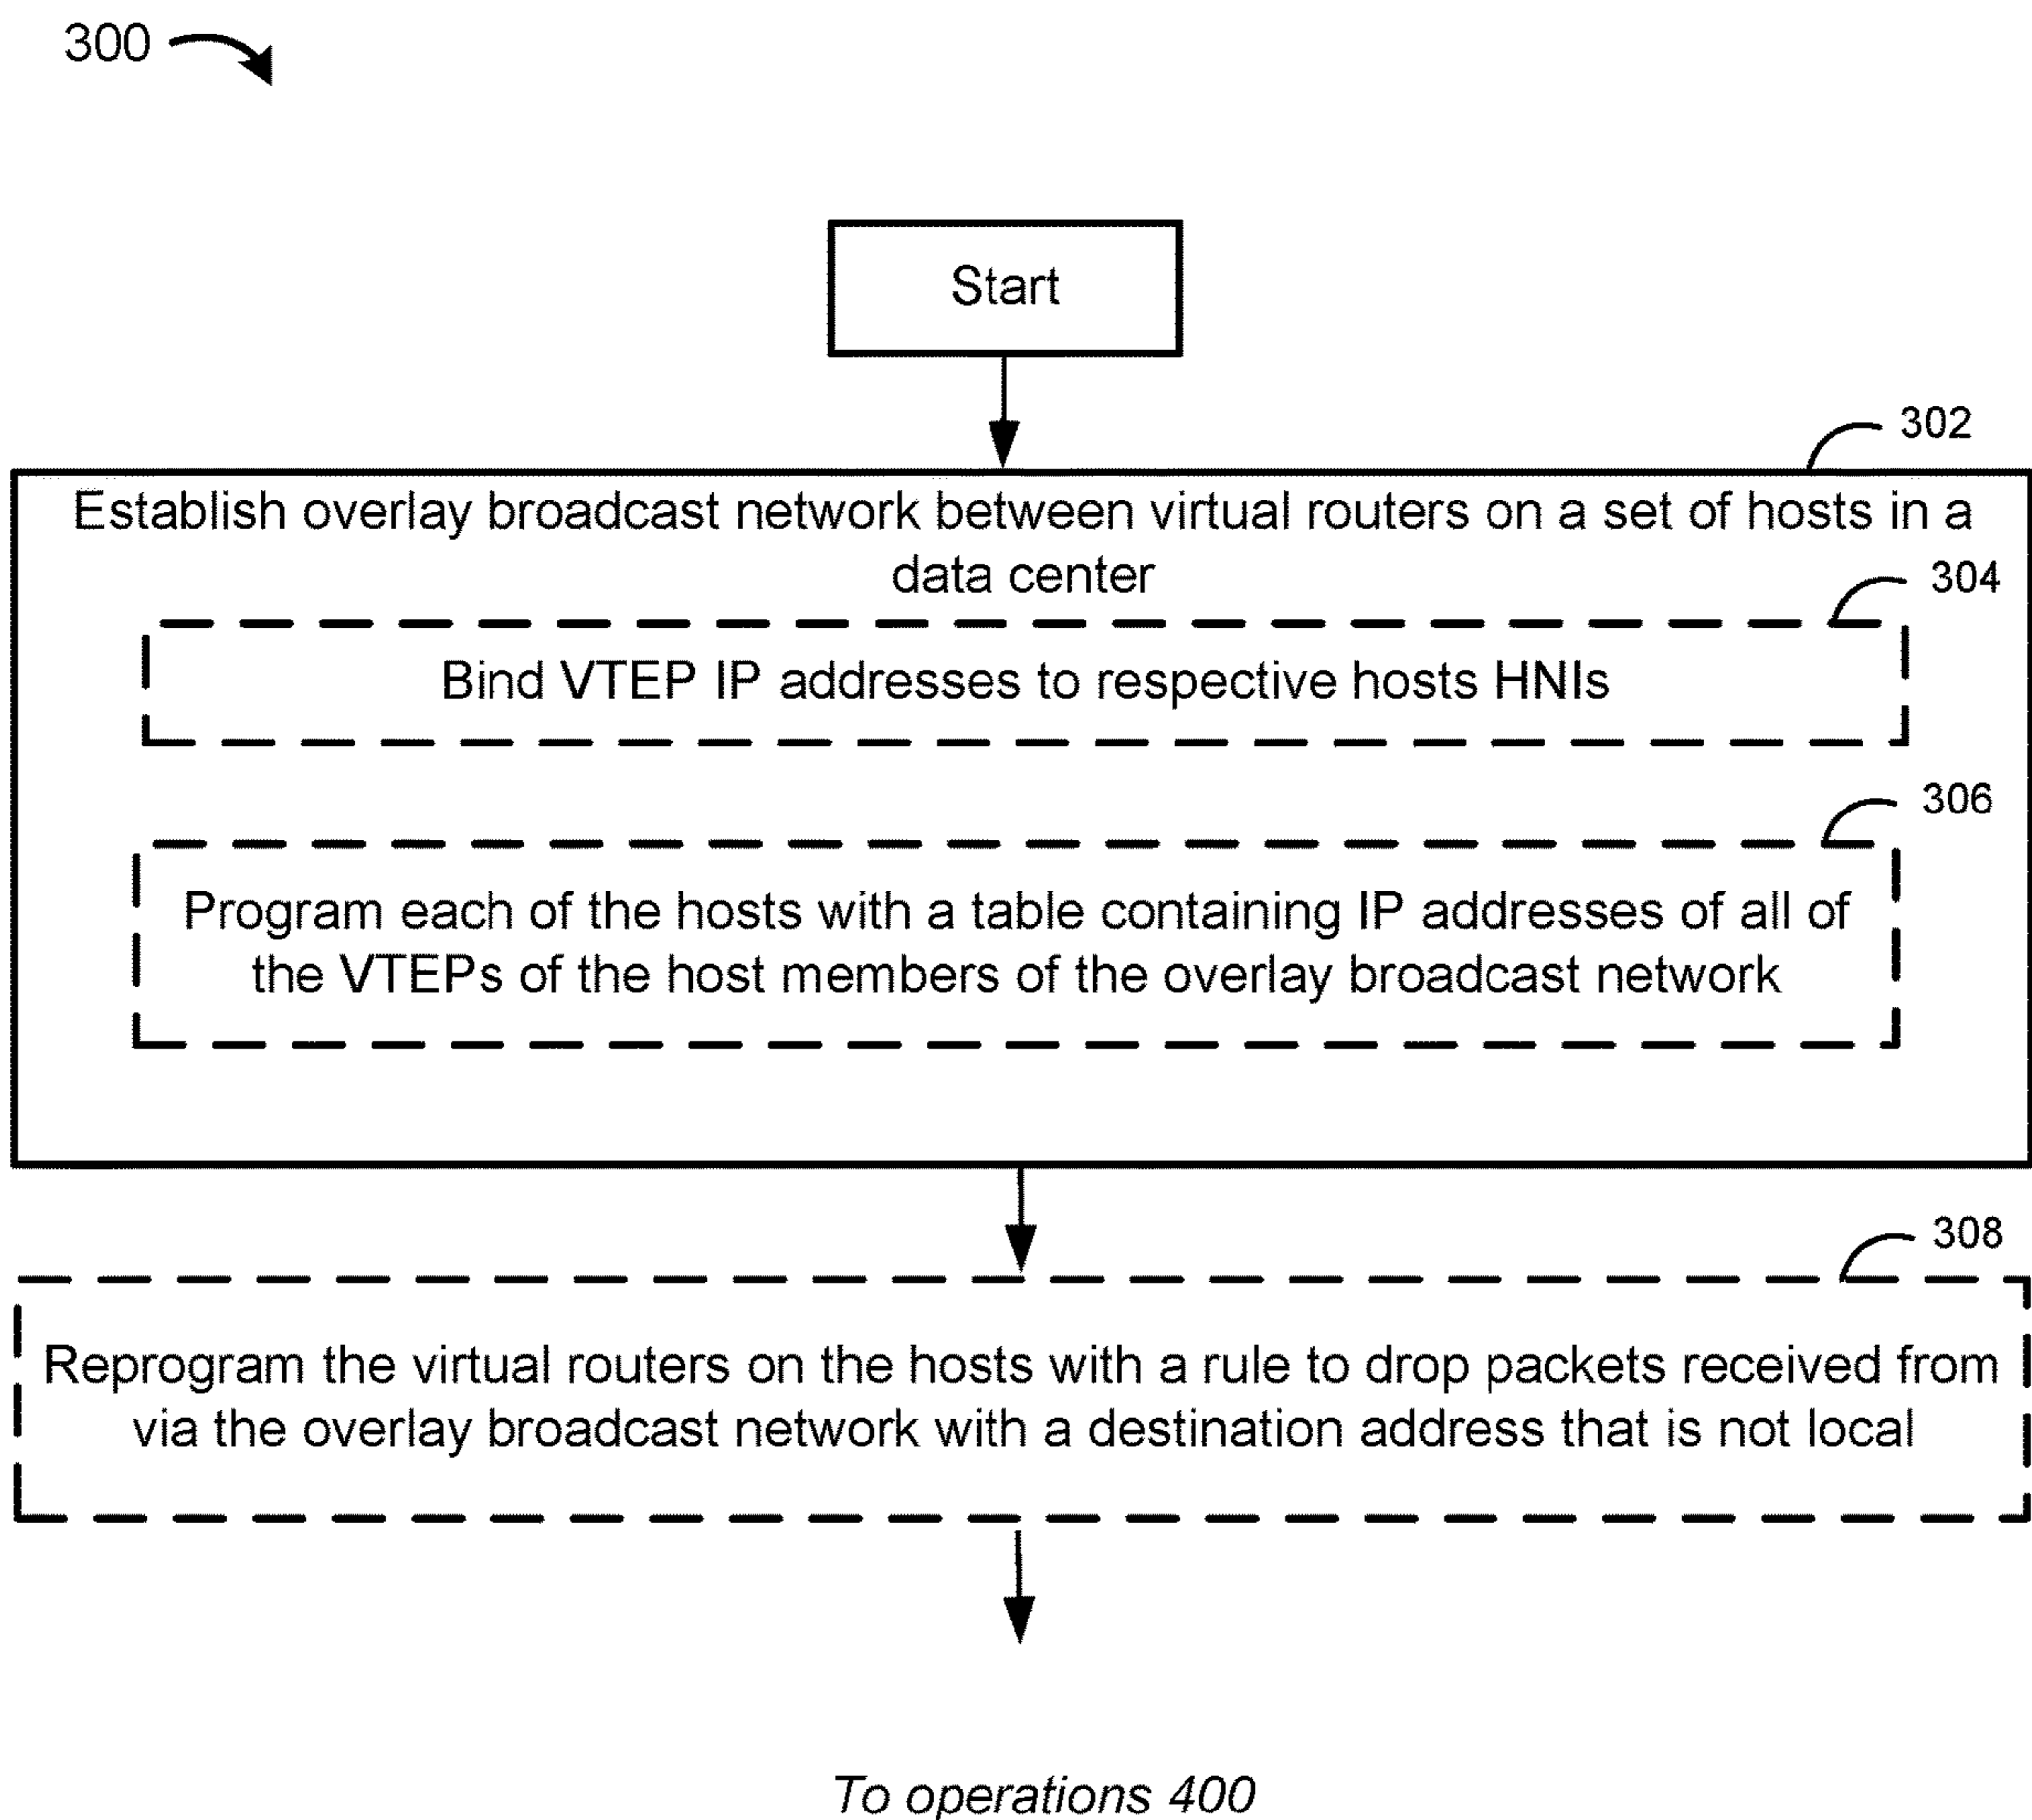 300
Start
302
Establish overlay broadcast network between virtual routers on a set of hosts in a
data center
304
Bind VTEP IP addresses to respective hosts HNIs
306
Program each of the hosts with a table containing IP addresses of all of
the VTEPs of the host members of the overlay broadcast network
308
Reprogram the virtual routers on the hosts with a rule to drop packets received from
via the overlay broadcast network with a destination address that is not local
To operations 400